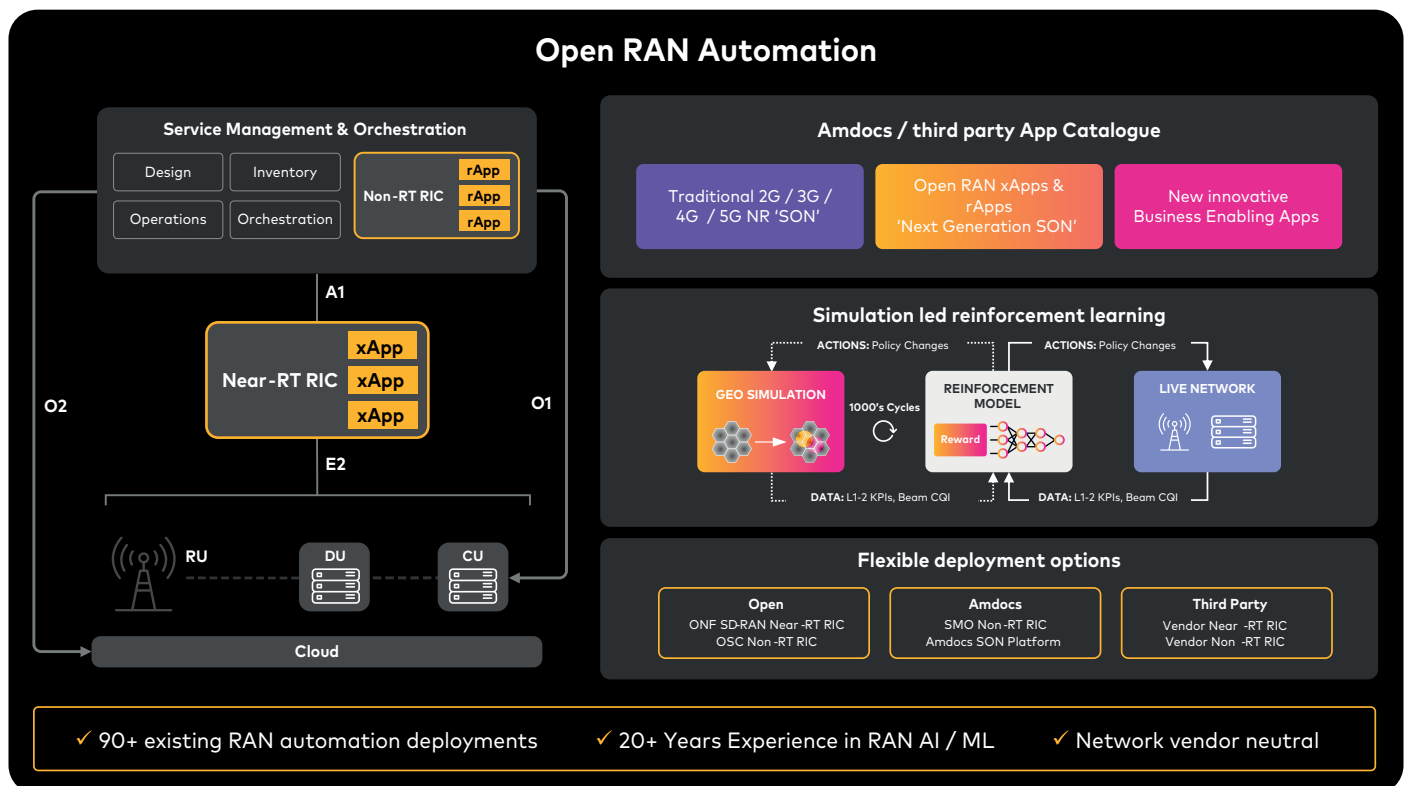 Open RAN Automation
Service Management & Orchestration
Design
Inventory
Operations
Orchestration
Non-RT RIC
rApp
rApp
rApp
A1
Near-RT RIC
xApp
xApp
xApp
O2
O1
E2
RU
DU
CU
Cloud
Amdocs / third party App Catalogue
Traditional 2G / 3G /
4G / 5G NR ‘SON’
Open RAN xApps &
rApps
‘Next Generation SON’
New innovative
Business Enabling Apps
Simulation led reinforcement learning
ACTIONS: Policy Changes
ACTIONS: Policy Changes
GEO SIMULATION
1000's Cycles
REINFORCEMENT
MODEL
Reward
LIVE NETWORK
DATA: L1-2 KPIs, Beam CQI
DATA: L1-2 KPIs, Beam CQI
Flexible deployment options
Open
ONF SD-RAN Near -RT RIC
OSC Non -RT RIC
Amdocs
SMO Non -RT RIC
Amdocs SON Platform
Third Party
Vendor Near -RT RIC
Vendor Non -RT RIC
✓ 90+ existing RAN automation deployments
✓ 20+ Years Experience in RAN AI / ML
✓ Network vendor neutral